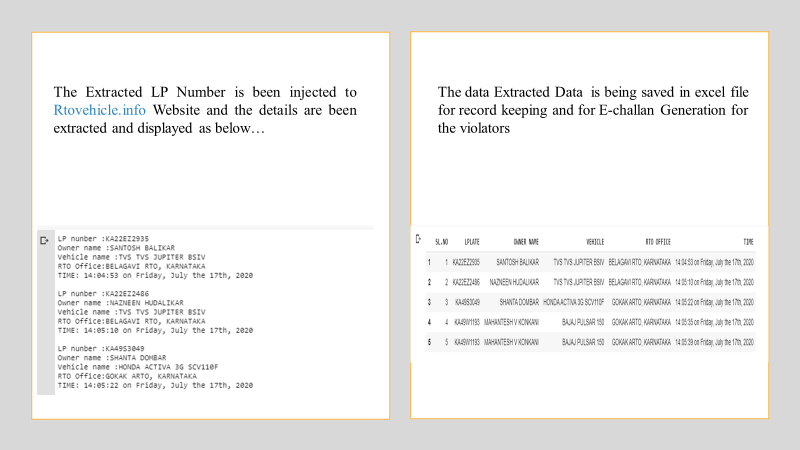 The Extracted LP Number is been injected to
Rtovehicle.info Website and the details are been
extracted and displayed as below…
LP nunber :KA22EZ2935
Owner name :SANTOSH BALIKAR
Vehicle name :TVS TVS JUPITER BSIV
RTO Office:BELAGAVI RTO, KARNATAKA
TIME: 14:04:53 on Friday, July the 17th, 2020
LP nunber :KA22EZ2486
Owner name :NAZNEEN HUDALIKAR
Vehicle name :TVS TVS JUPITER BSIV
RTO Office:BELAGAVI RTO, KARNATAKA
TIME: 14:05:10 on Friday, July the 17th, 2020
LP nunber :KA49S3049
Owner name :SHANTA DOMBAR
Vehicle name :HONDA ACTIVA 3G SCV110F
RTO Office:GOKAK ARTO, KARNATAKA
TIME: 14:05:22 on Friday, July the 17th, 2020
The data Extracted Data is being saved in excel file
for record keeping and for E-challan Generation for
the violators
SL.NO LPLATE OWNER NAME VEHICLE RTO OFFICE TIME
1 1 KA22EZ2935 SANTOSH BALIKAR TVS TVS JUPITER BSIV BELAGAVI RTO, KARNATAKA 14:04:53 on Friday, July the 17th, 2020
2 2 KA22EZ2486 NAZNEEN HUDALIKAR TVS TVS JUPITER BSIV BELAGAVI RTO, KARNATAKA 14:05:10 on Friday, July the 17th, 2020
3 3 KA49S3049 SHANTA DOMBAR HONDA ACTIVA 3G SCV110F GOKAK ARTO, KARNATAKA 14:05:22 on Friday, July the 17th, 2020
4 4 KA49W1193 MAHANTESH V KONKANI BAJAJ PULSAR 150 GOKAK ARTO, KARNATAKA 14:05:35 on Friday, July the 17th, 2020
5 5 KA49W1193 MAHANTESH V KONKANI BAJAJ PULSAR 150 GOKAK ARTO, KARNATAKA 14:05:39 on Friday, July the 17th, 2020